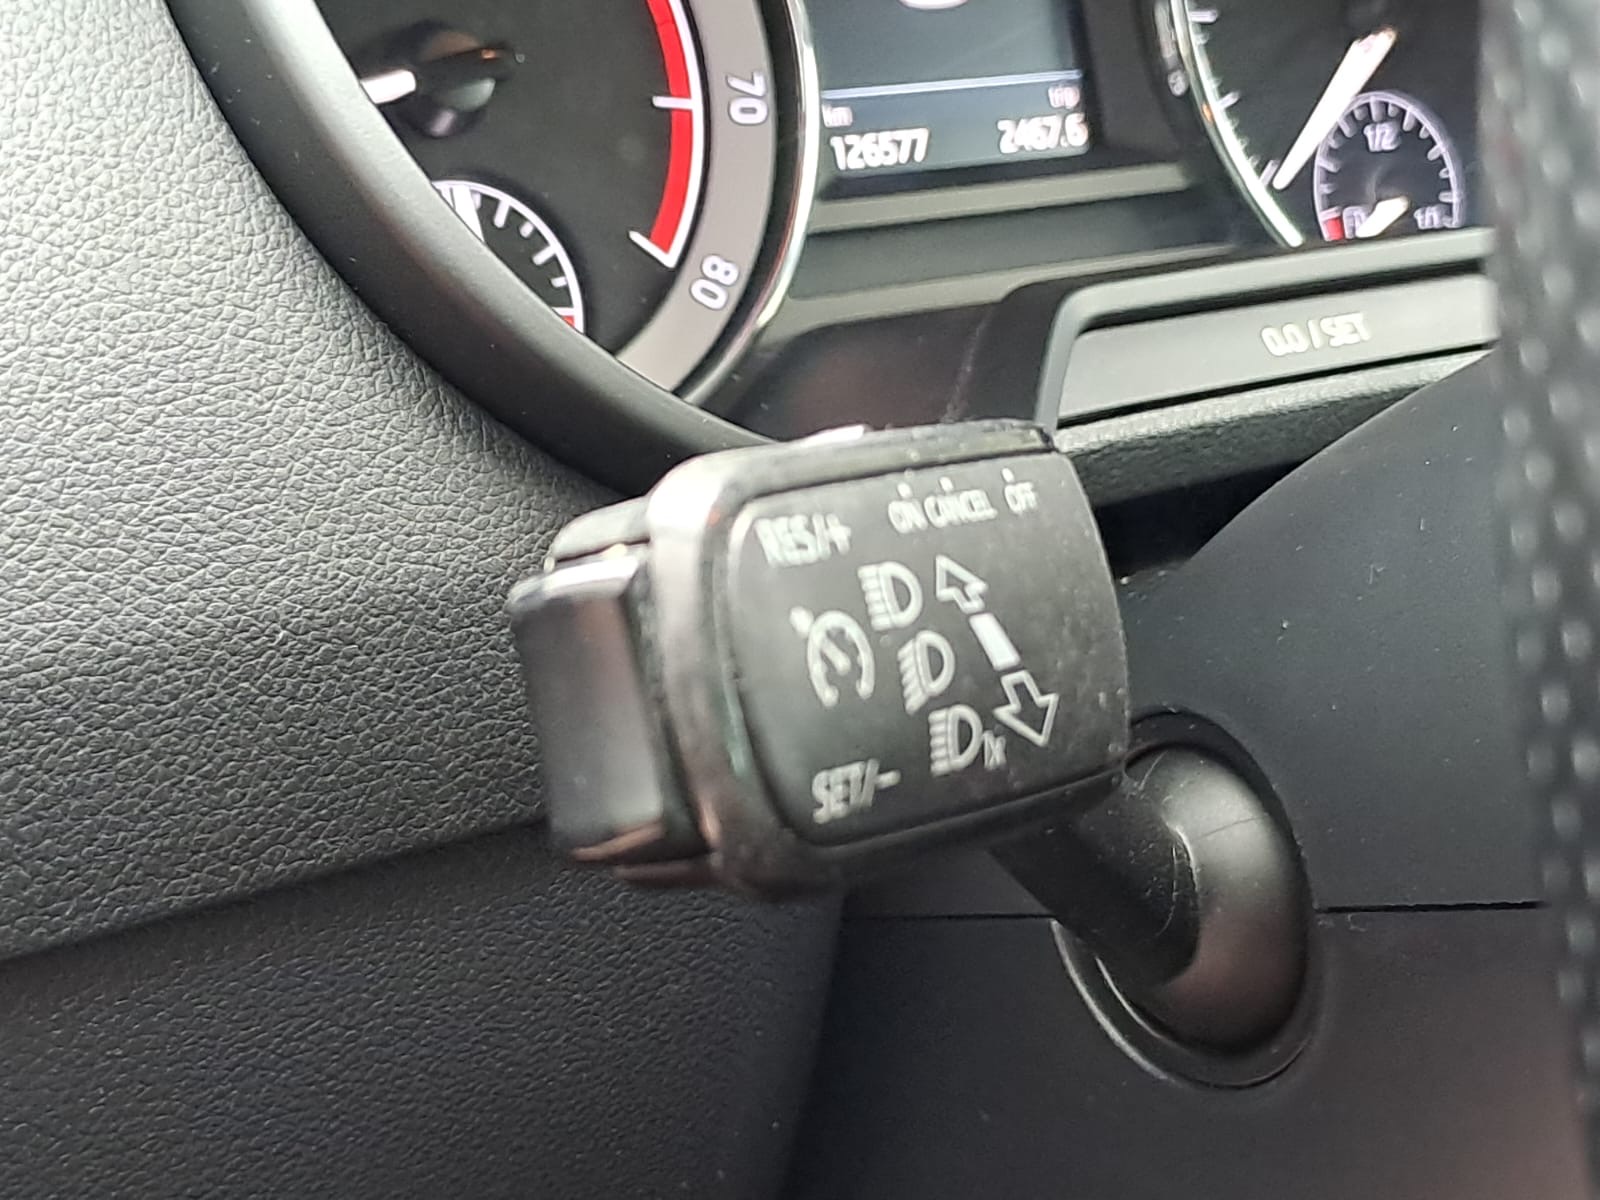 70
80
km trip
126577 2467.6
1/2
1/1
0.0 / SET
RES/+ ON CANCEL OFF
SET/-
1x